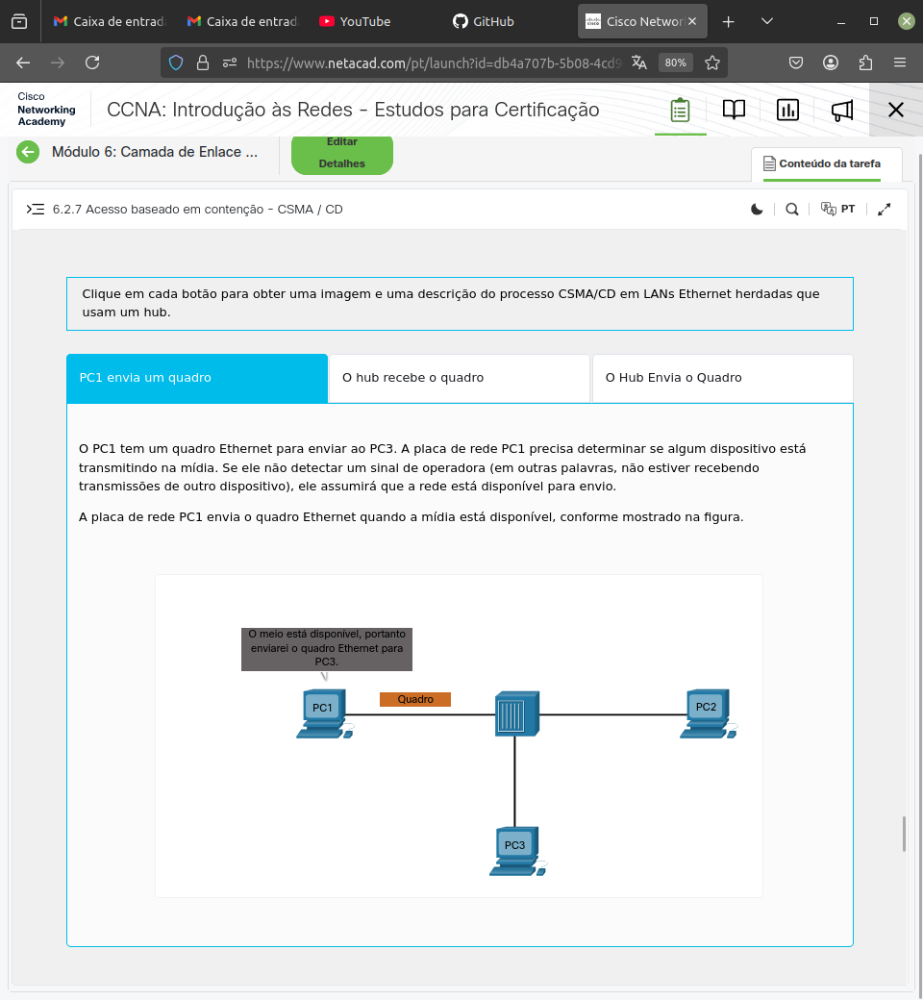 Caixa de entrad
Caixa de entrad
YouTube
GitHub
Cisco Networ
https://www.netacad.com/pt/launch?id=db4a707b-5b08-4cd9
80%
Cisco
Networking
Academy
CCNA: Introdução às Redes - Estudos para Certificação
Módulo 6: Camada de Enlace ...
Editar
Detalhes
Conteúdo da tarefa
6.2.7 Acesso baseado em contenção - CSMA / CD
PT
Clique em cada botão para obter uma imagem e uma descrição do processo CSMA/CD em LANs Ethernet herdadas que
usam um hub.
PC1 envia um quadro
O hub recebe o quadro
O Hub Envia o Quadro
O PC1 tem um quadro Ethernet para enviar ao PC3. A placa de rede PC1 precisa determinar se algum dispositivo está
transmitindo na mídia. Se ele não detectar um sinal de operadora (em outras palavras, não estiver recebendo
transmissões de outro dispositivo), ele assumirá que a rede está disponível para envio.
A placa de rede PC1 envia o quadro Ethernet quando a mídia está disponível, conforme mostrado na figura.
O meio está disponível, portanto
enviarei o quadro Ethernet para
PC3.
Quadro
PC1
PC2
PC3